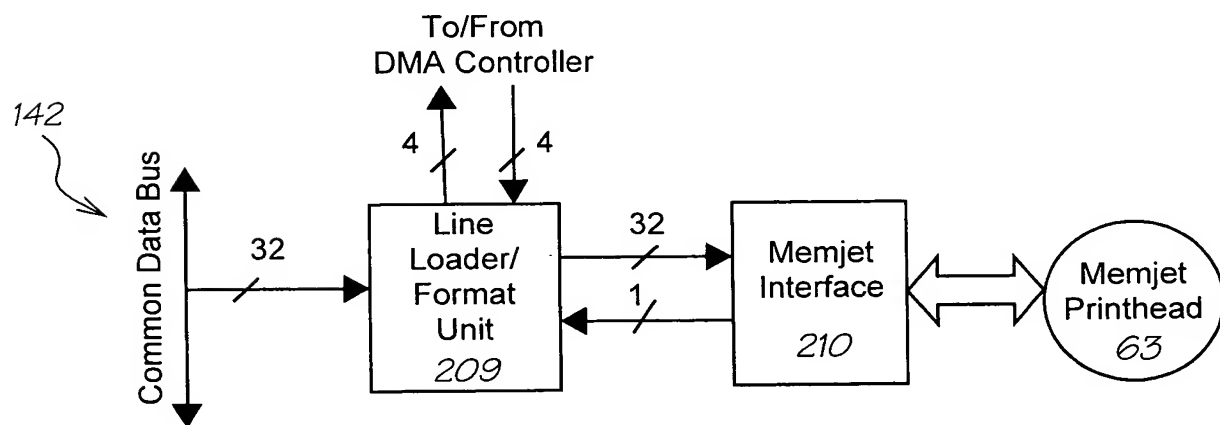 To/From
DMA Controller
142
4
4
Common Data Bus
32
Line
Loader/
Format
Unit
209
32
1
Memjet
Interface
210
Memjet
Printhead
63